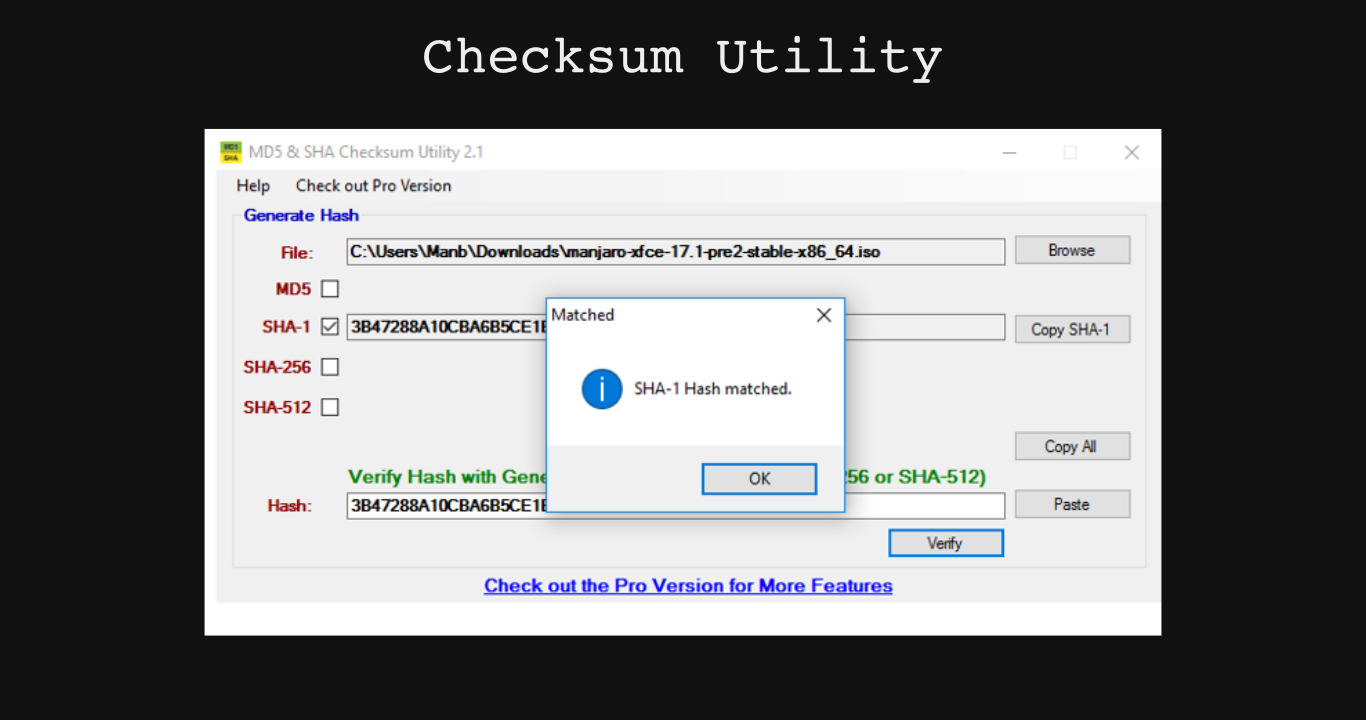 Checksum Utility
MD5 SHA
MD5 & SHA Checksum Utility 2.1
Help Check out Pro Version
Generate Hash
File: C:\Users\Manb\Downloads\manjaro-xfce-17.1-pre2-stable-x86_64.iso Browse
MD5
Matched
SHA-1 3B47288A10CBA6B5CE1 Copy SHA-1
SHA-256
SHA-1 Hash matched.
SHA-512
Copy All
Verify Hash with Gene 256 or SHA-512)
OK
Hash: 3B47288A10CBA6B5CE1 Paste
Verify
Check out the Pro Version for More Features